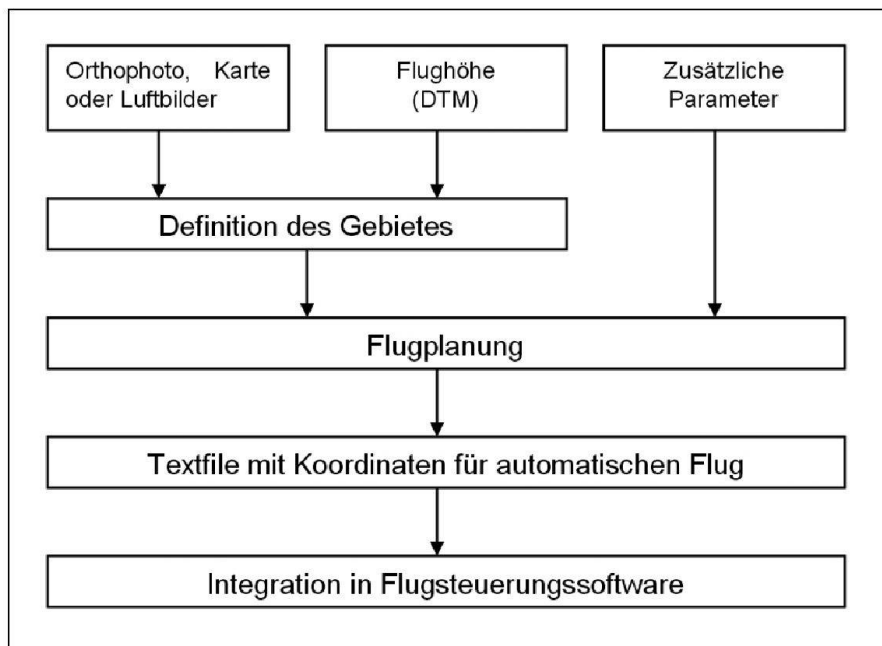 Orthophoto, Karte
oder Luftbilder
Flughöhe
(DTM)
Zusätzliche
Parameter
Definition des Gebietes
Flugplanung
Textfile mit Koordinaten für automatischen Flug
Integration in Flugsteuerungssoftware